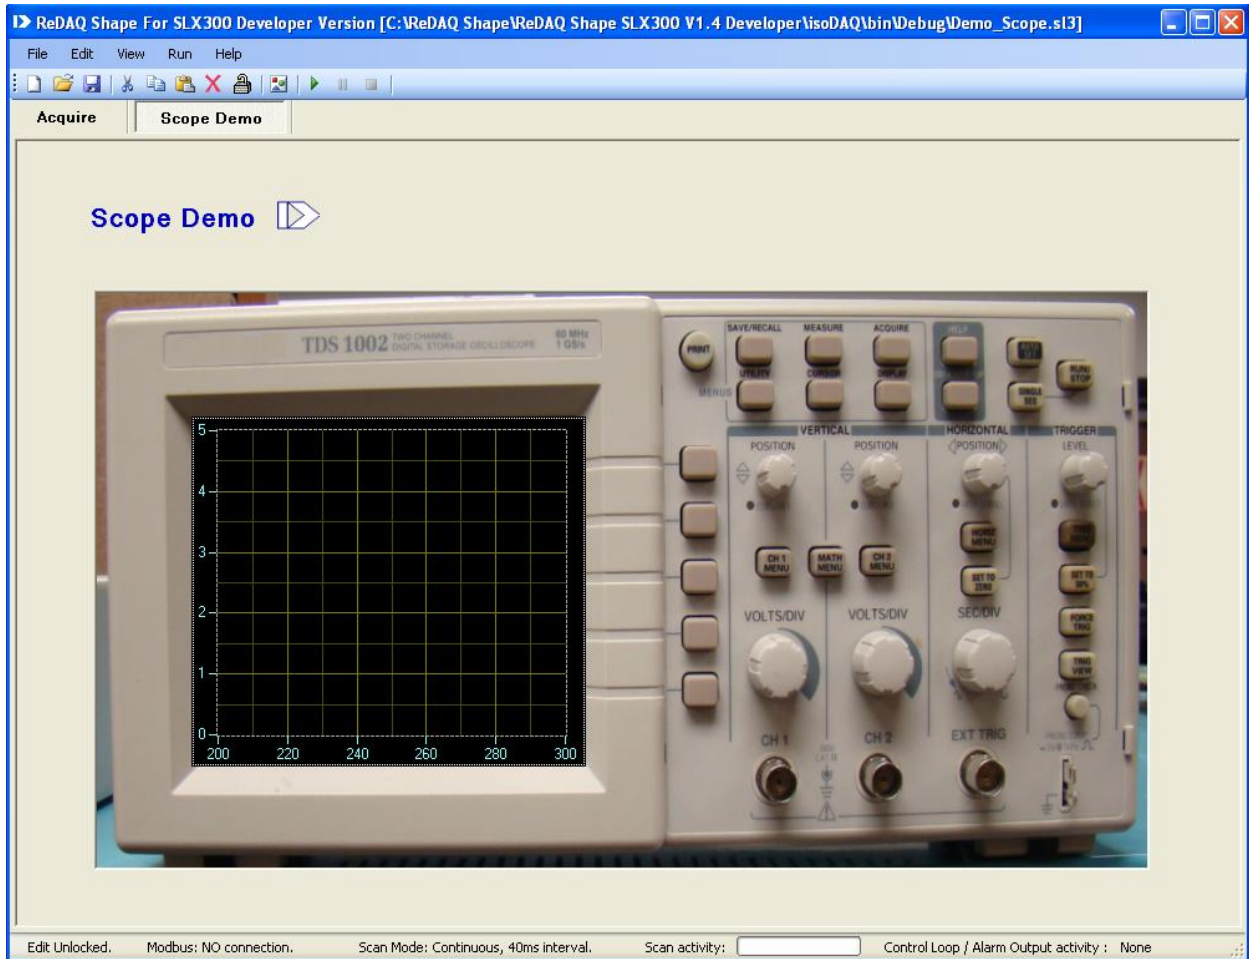 ReDAQ Shape For SLX300 Developer Version [C:\ReDAQ Shape\ReDAQ Shape SLX300 V1.4 Developer\isoDAQ\bin\Debug\Demo_Scope.sl3]
File Edit View Run Help
Acquire Scope Demo
Scope Demo
TDS 1002 TWO CHANNEL DIGITAL STORAGE OSCILLOSCOPE 60 MHz 1 GS/s
PRINT
SAVE/RECALL MEASURE ACQUIRE HELP
UTILITY CURSOR DISPLAY
MENUS
SINGLE SEQ
RUN/STOP
VERTICAL HORIZONTAL TRIGGER
POSITION POSITION POSITION LEVEL
HORIZ MENU
CH 1 MENU MATH MENU CH 2 MENU
SET TO ZERO SET TO 50%
FORCE TRIG
VOLTS/DIV VOLTS/DIV SEC/DIV
TRIG VIEW
CH 1 CH 2 EXT TRIG
5
4
3
2
1
0
200 220 240 260 280 300
Edit Unlocked. Modbus: NO connection. Scan Mode: Continuous, 40ms interval. Scan activity: Control Loop / Alarm Output activity : None